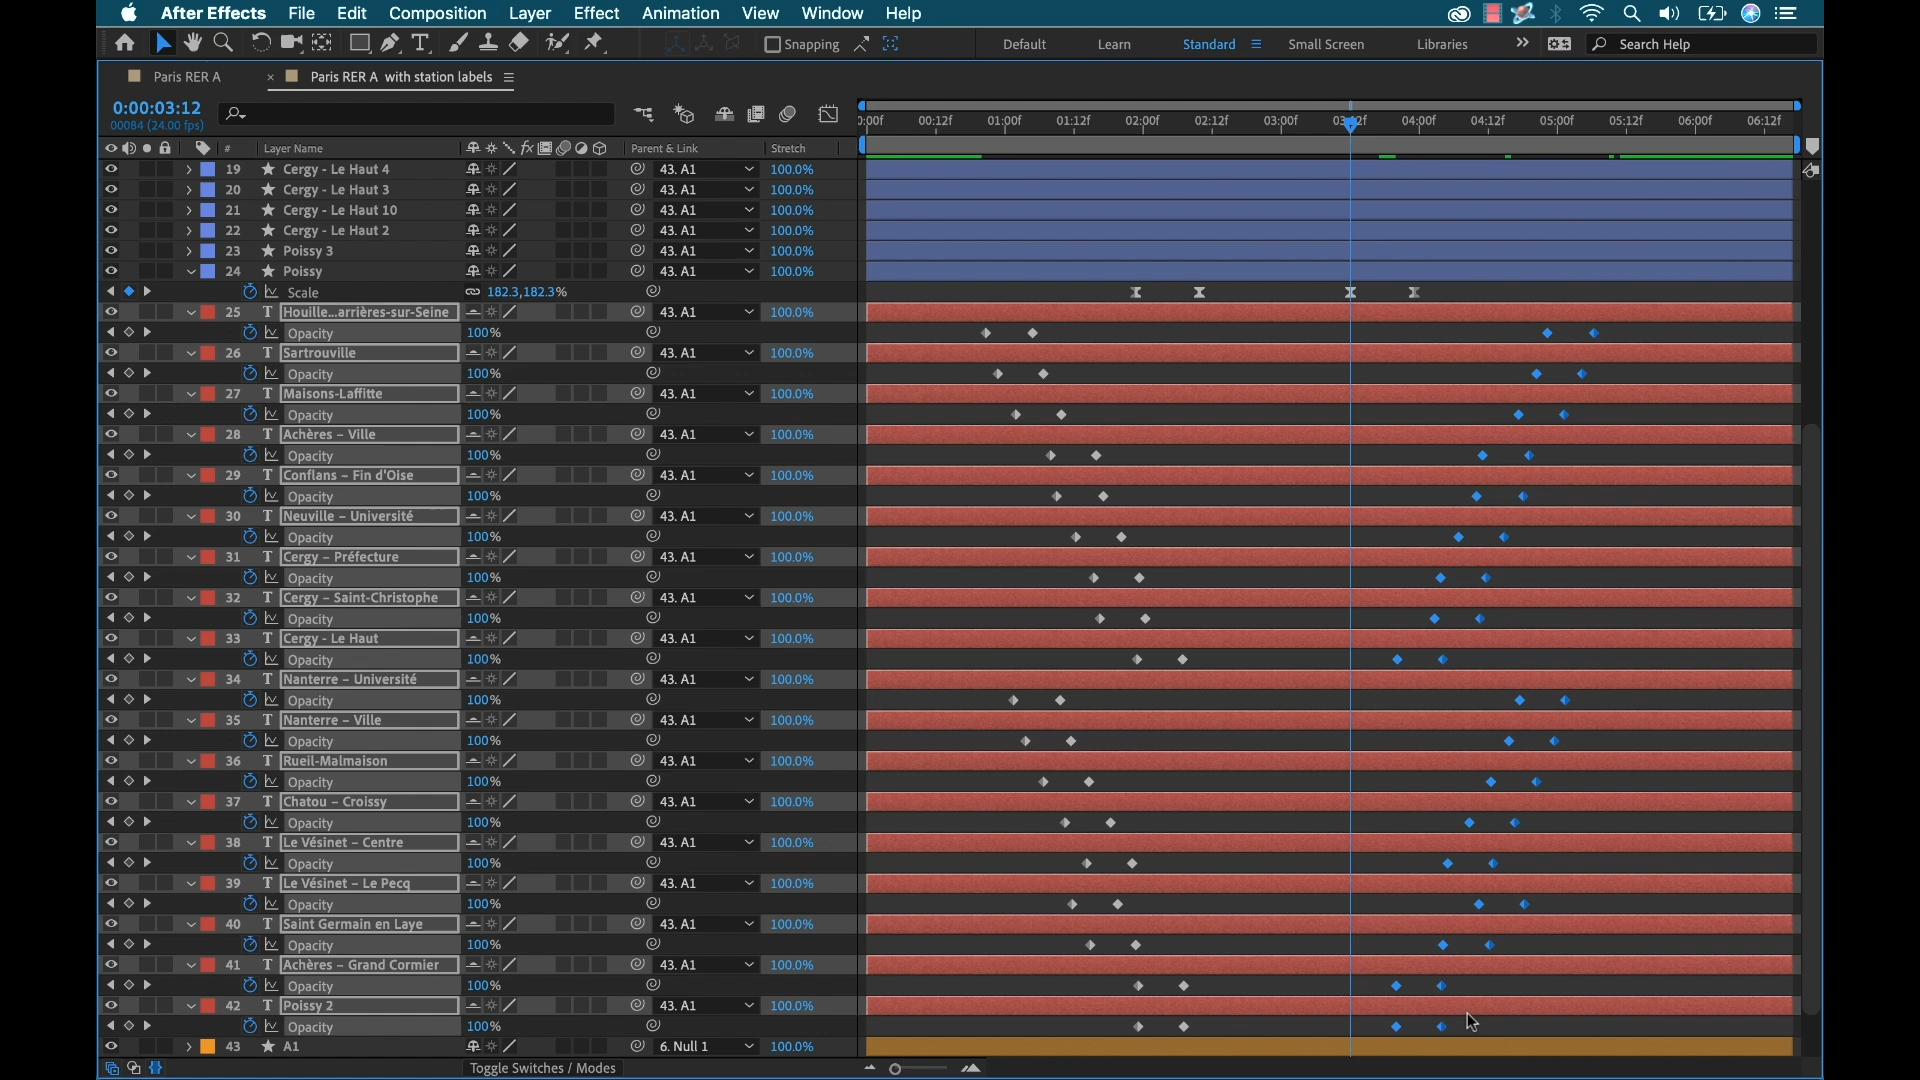 After Effects File Edit Composition Layer Effect Animation View Window Help
Snapping Default Learn Standard Small Screen Libraries Search Help
Paris RER A × Paris RER A with station labels
0:00:03:12
00084 (24.00 fps)
:00f 00:12f 01:00f 01:12f 02:00f 02:12f 03:00f 03:12f 04:00f 04:12f 05:00f 05:12f 06:00f 06:12f
# Layer Name fx Parent & Link Stretch
19 Cergy - Le Haut 4 43. A1 100.0%
20 Cergy - Le Haut 3 43. A1 100.0%
21 Cergy - Le Haut 10 43. A1 100.0%
22 Cergy - Le Haut 2 43. A1 100.0%
23 Poissy 3 43. A1 100.0%
24 Poissy 43. A1 100.0%
Scale 182.3,182.3%
25 T Houille...arrières-sur-Seine 43. A1 100.0%
Opacity 100%
26 T Sartrouville 43. A1 100.0%
Opacity 100%
27 T Maisons-Laffitte 43. A1 100.0%
Opacity 100%
28 T Achères – Ville 43. A1 100.0%
Opacity 100%
29 T Conflans – Fin d'Oise 43. A1 100.0%
Opacity 100%
30 T Neuville – Université 43. A1 100.0%
Opacity 100%
31 T Cergy – Préfecture 43. A1 100.0%
Opacity 100%
32 T Cergy – Saint-Christophe 43. A1 100.0%
Opacity 100%
33 T Cergy - Le Haut 43. A1 100.0%
Opacity 100%
34 T Nanterre – Université 43. A1 100.0%
Opacity 100%
35 T Nanterre – Ville 43. A1 100.0%
Opacity 100%
36 T Rueil-Malmaison 43. A1 100.0%
Opacity 100%
37 T Chatou – Croissy 43. A1 100.0%
Opacity 100%
38 T Le Vésinet – Centre 43. A1 100.0%
Opacity 100%
39 T Le Vésinet – Le Pecq 43. A1 100.0%
Opacity 100%
40 T Saint Germain en Laye 43. A1 100.0%
Opacity 100%
41 T Achères – Grand Cormier 43. A1 100.0%
Opacity 100%
42 T Poissy 2 43. A1 100.0%
Opacity 100%
43 A1 6. Null 1 100.0%
Toggle Switches / Modes